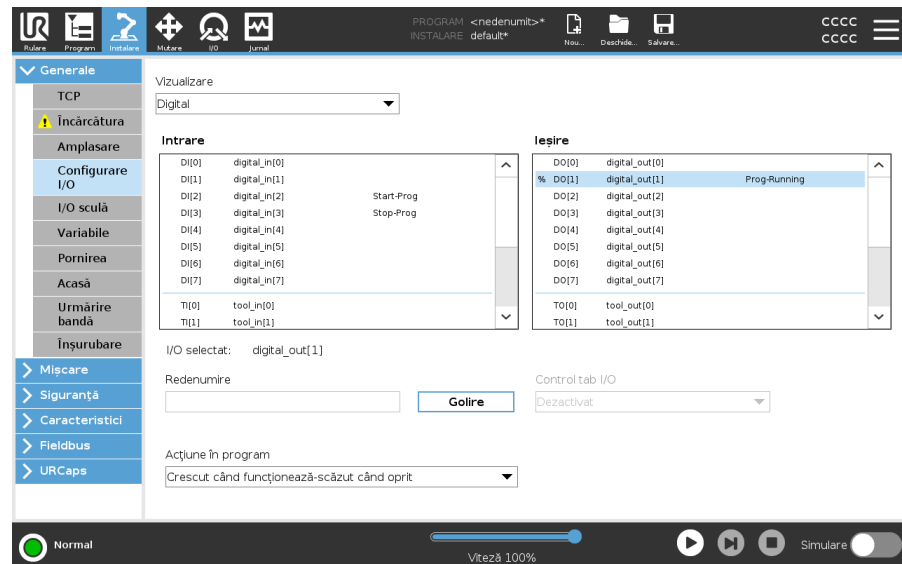 PROGRAM <nedenumit>*
INSTALARE default*
CCCC
CCCC
Rulare Program Instalare Mutare I/O Jurnal Nou... Deschide... Salvare...
Generale
TCP
Încărcătura
Amplasare
Configurare
I/O
I/O sculă
Variabile
Pornirea
Acasă
Urmărire
bandă
Înșurubare
Mișcare
Siguranță
Caracteristici
Fieldbus
URCaps
Vizualizare
Digital
Intrare
DI[0] digital_in[0]
DI[1] digital_in[1]
DI[2] digital_in[2] Start-Prog
DI[3] digital_in[3] Stop-Prog
DI[4] digital_in[4]
DI[5] digital_in[5]
DI[6] digital_in[6]
DI[7] digital_in[7]
TI[0] tool_in[0]
TI[1] tool_in[1]
Ieșire
DO[0] digital_out[0]
% DO[1] digital_out[1] Prog-Running
DO[2] digital_out[2]
DO[3] digital_out[3]
DO[4] digital_out[4]
DO[5] digital_out[5]
DO[6] digital_out[6]
DO[7] digital_out[7]
TO[0] tool_out[0]
TO[1] tool_out[1]
I/O selectat: digital_out[1]
Redenumire
Golire
Control tab I/O
Dezactivat
Acțiune în program
Crescut când funcționează-scăzut când oprit
Normal
Viteză 100%
Simulare